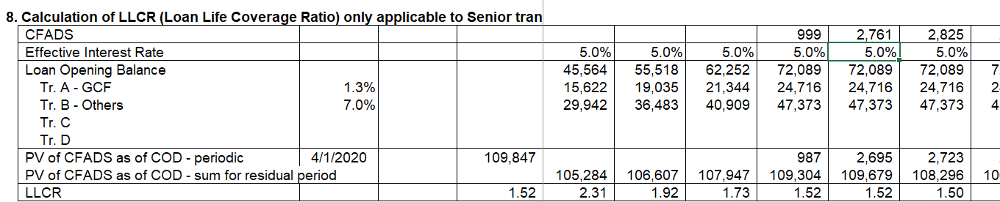 8. Calculation of LLCR (Loan Life Coverage Ratio) only applicable to Senior tran
CFADS 999 2,761 2,825
Effective Interest Rate 5.0% 5.0% 5.0% 5.0% 5.0% 5.0%
Loan Opening Balance 45,564 55,518 62,252 72,089 72,089 72,089 7
Tr. A - GCF 1.3% 15,622 19,035 21,344 24,716 24,716 24,716 2
Tr. B - Others 7.0% 29,942 36,483 40,909 47,373 47,373 47,373 4
Tr. C
Tr. D
PV of CFADS as of COD - periodic 4/1/2020 109,847 987 2,695 2,723
PV of CFADS as of COD - sum for residual period 105,284 106,607 107,947 109,304 109,679 108,296 10
LLCR 1.52 2.31 1.92 1.73 1.52 1.52 1.50